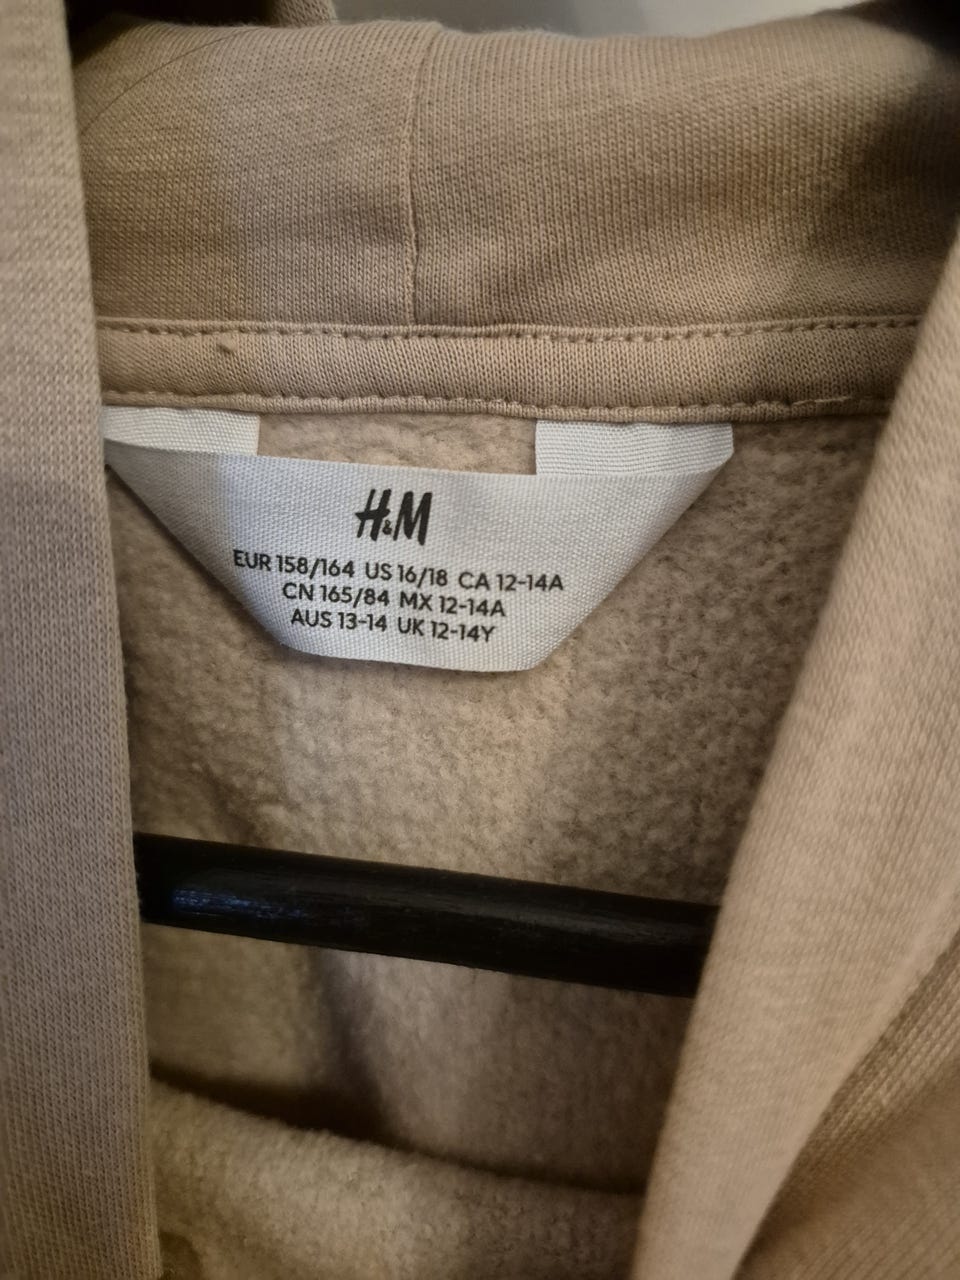 H&M
EUR 158/164 US 16/18 CA 12-14A
CN 165/84 MX 12-14A
AUS 13-14 UK 12-14Y